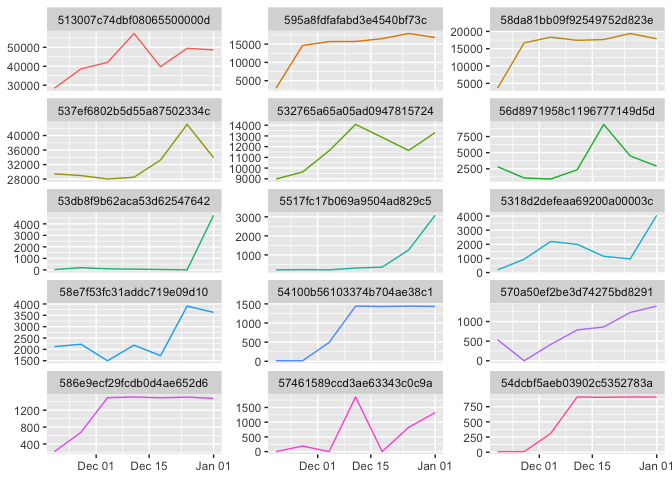 513007c74dbf08065500000d 595a8fdfafabd3e4540bf73c 58da81bb09f92549752d823e
50000 15000 20000
40000 10000 15000
30000 5000 10000
5000
537ef6802b5d55a87502334c 532765a65a05ad0947815724 56d8971958c1196777149d5d
40000 14000 7500
36000 13000 5000
32000 12000 2500
28000 11000
10000
9000
53db8f9b62aca53d62547642 5517fc17b069a9504ad829c5 5318d2defeaa69200a00003c
4000 3000 4000
3000 2000 3000
2000 1000 2000
1000 0 1000
0 0
58e7f53fc31addc719e09d10 54100b56103374b704ae38c1 570a50ef2be3d74275bd8291
4000 1500 1000
3500 1000 500
3000 500 0
2500 0
2000
1500
586e9ecf29fcdb0d4ae652d6 57461589ccd3ae63343c0c9a 54dcbf5aeb03902c5352783a
1200 1500 750
800 1000 500
400 500 250
0 0
Dec 01 Dec 15 Jan 01 Dec 01 Dec 15 Jan 01 Dec 01 Dec 15 Jan 01